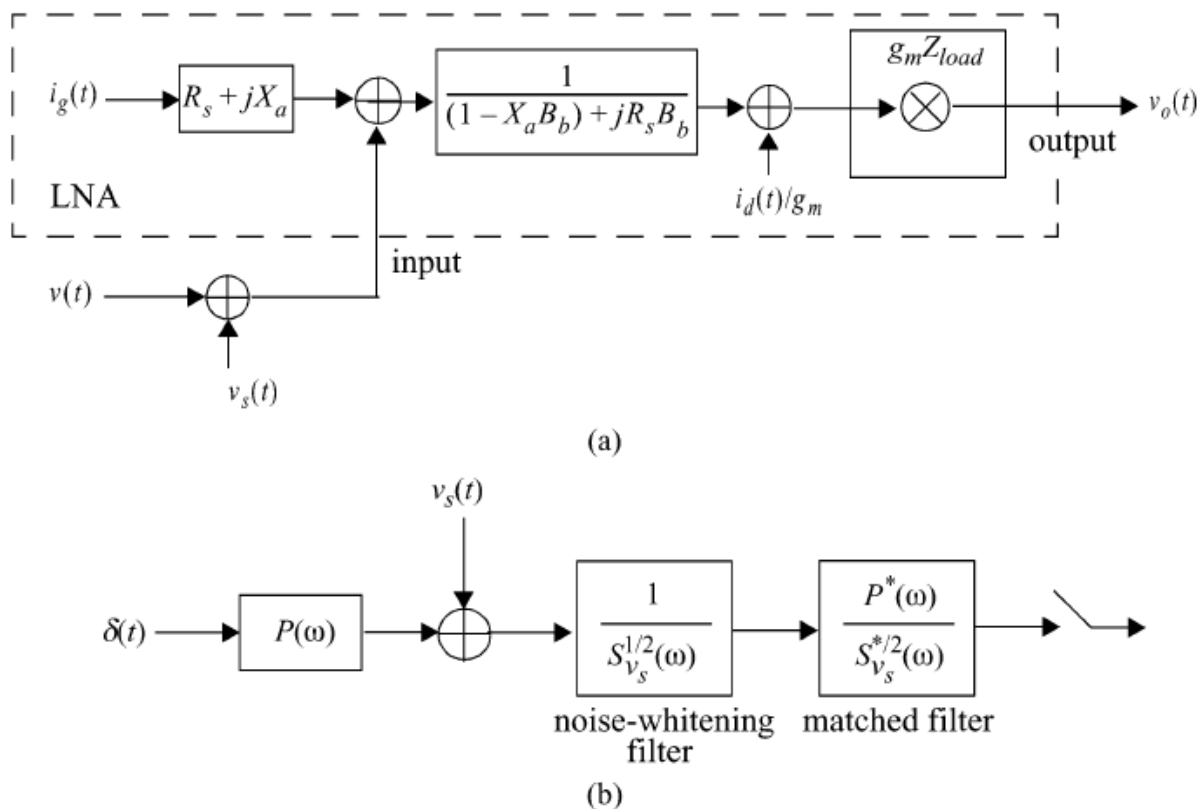 g_m Z_load
i_g(t)
R_s + jX_a
1
(1 − X_a B_b) + jR_s B_b
v_o(t)
output
LNA
i_d(t)/g_m
input
v(t)
v_s(t)
(a)
v_s(t)
δ(t)
P(ω)
1
S_{v_s}^{1/2}(ω)
P^*(ω)
S_{v_s}^{*/2}(ω)
noise-whitening
filter
matched filter
(b)